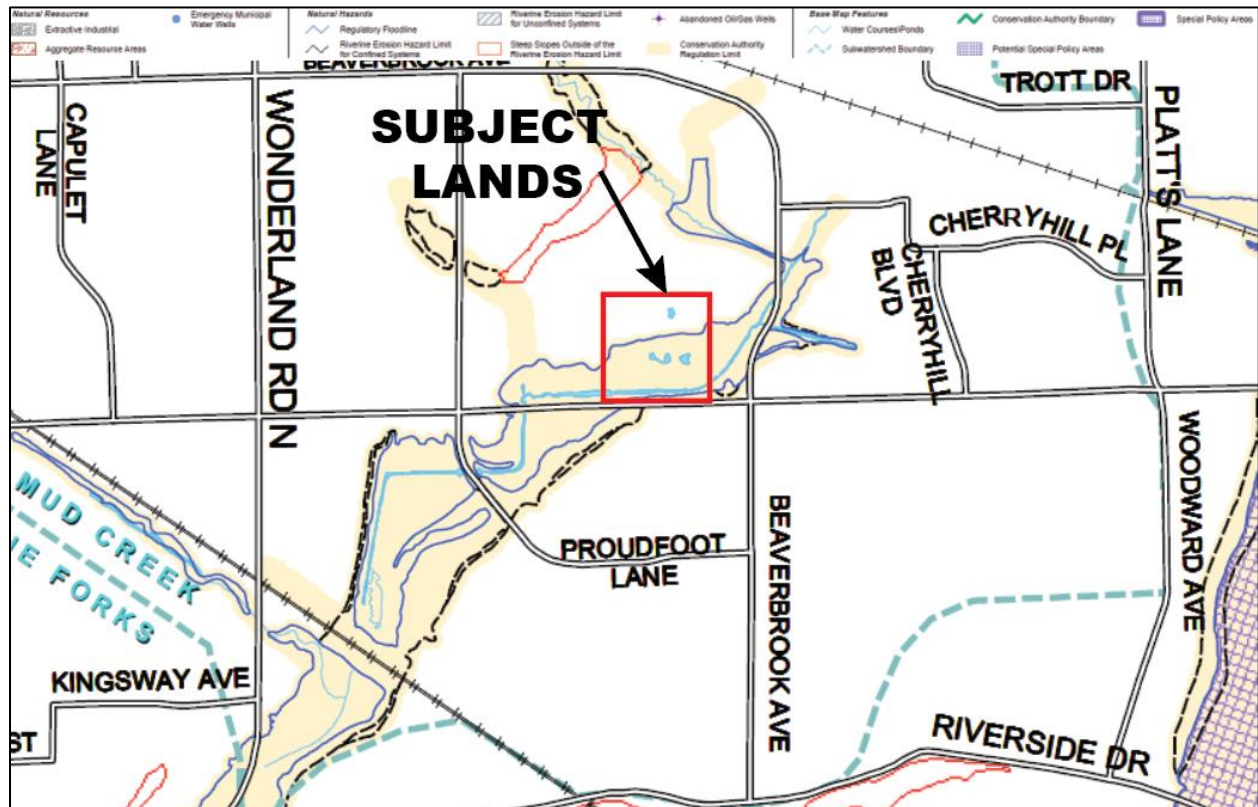 Natural Resources
Extractive Industrial
Aggregate Resourse Areas
Emergency Municipal
Water Wells
Natural Hazards
Regulatory Floodline
Riverine Erosion Hazard Limit
for Confined Systems
Riverine Erosion Hazard Limit
for Unconfined Systems
Steep Slopes Outside of the
Riverine Erosion Hazard Limit
Abandoned Oil/Gas Wells
Conservation Authority
Regulation Limit
Base Map Features
Water Courses/Ponds
Subwatershed Boundary
Conservation Authority Boundary
Potential Special Policy Areas
Special Policy Areas
BEAVERBROOK AVE
TROTT DR
CAPULET
LANE
WONDERLAND RD N
SUBJECT
LANDS
PLATT'S LANE
CHERRYHILL PL
CHERRYHILL
BLVD
MUD CREEK
NE FORKS
PROUDFOOT
LANE
BEAVERBROOK AVE
WOODWARD AVE
KINGSWAY AVE
ST
RIVERSIDE DR